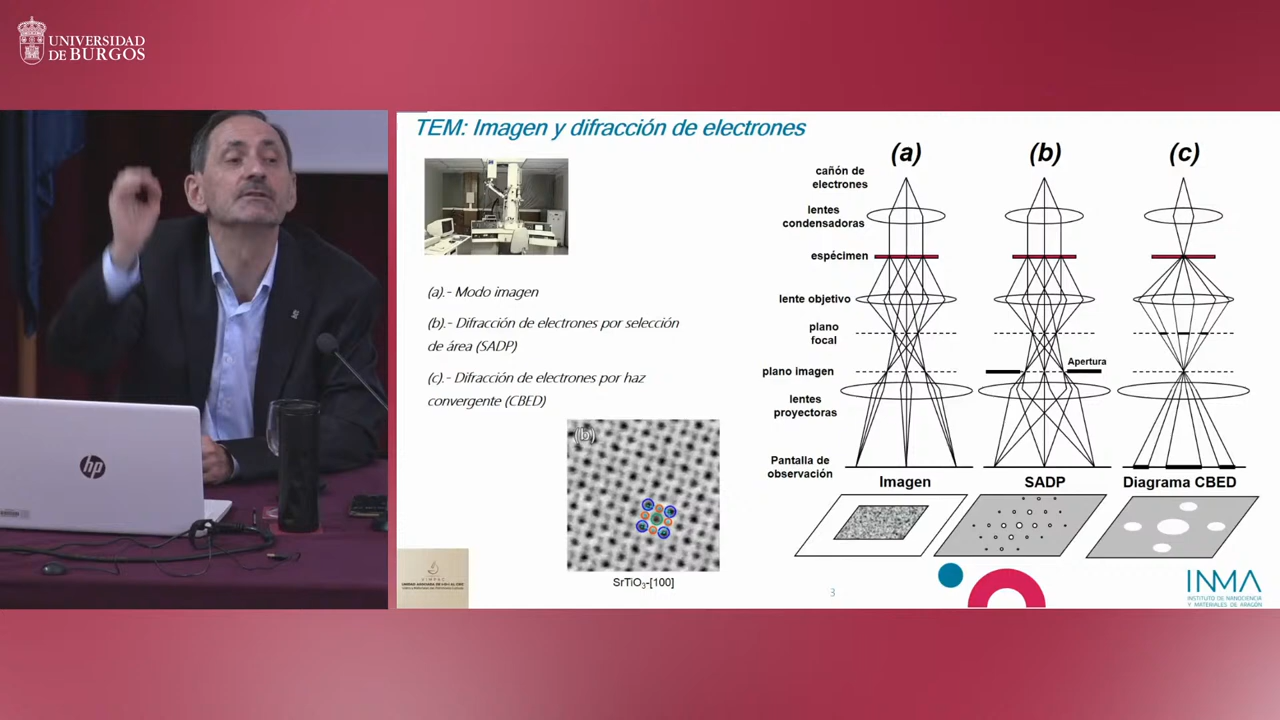 UNIVERSIDAD
DE BURGOS
TEM: Imagen y difracción de electrones
(a).- Modo imagen
(b).- Difracción de electrones por selección
de área (SADP)
(c).- Difracción de electrones por haz
convergente (CBED)
(b)
SrTiO3-[100]
(a)
(b)
(c)
cañón de
electrones
lentes
condensadoras
espécimen
lente objetivo
plano
focal
plano imagen
Apertura
lentes
proyectoras
Pantalla de
observación
Imagen
SADP
Diagrama CBED
3
INMA
INSTITUTO DE NANOCIENCIA
Y MATERIALES DE ARAGÓN
hp